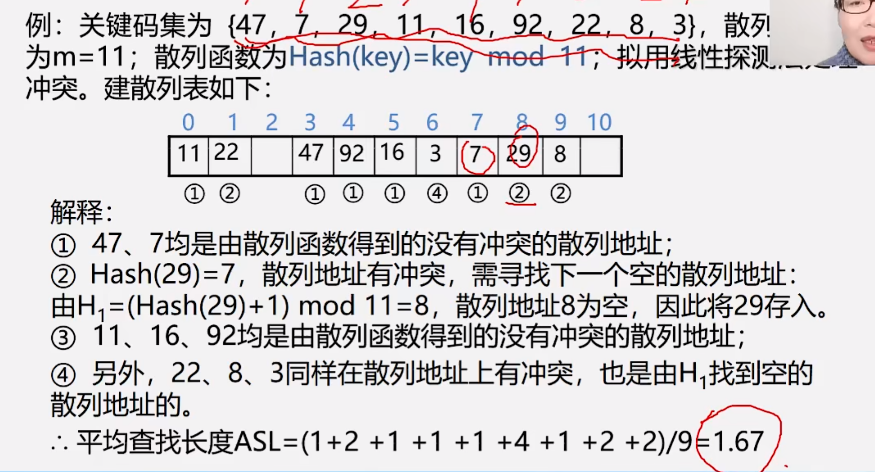 例：关键码集为 {47, 7, 29, 11, 16, 92, 22, 8, 3}，散列
为m=11；散列函数为Hash(key)=key mod 11；拟用线性探测
冲突。建散列表如下：
0 1 2 3 4 5 6 7 8 9 10
11 22 47 92 16 3 7 29 8
① ② ① ① ① ④ ① ② ②
解释：
① 47、7均是由散列函数得到的没有冲突的散列地址；
② Hash(29)=7，散列地址有冲突，需寻找下一个空的散列地址：
由H₁=(Hash(29)+1) mod 11=8，散列地址8为空，因此将29存入。
③ 11、16、92均是由散列函数得到的没有冲突的散列地址；
④ 另外，22、8、3同样在散列地址上有冲突，也是由H₁找到空的
散列地址的。
∴ 平均查找长度ASL=(1+2 +1 +1 +1 +4 +1 +2 +2)/9=1.67